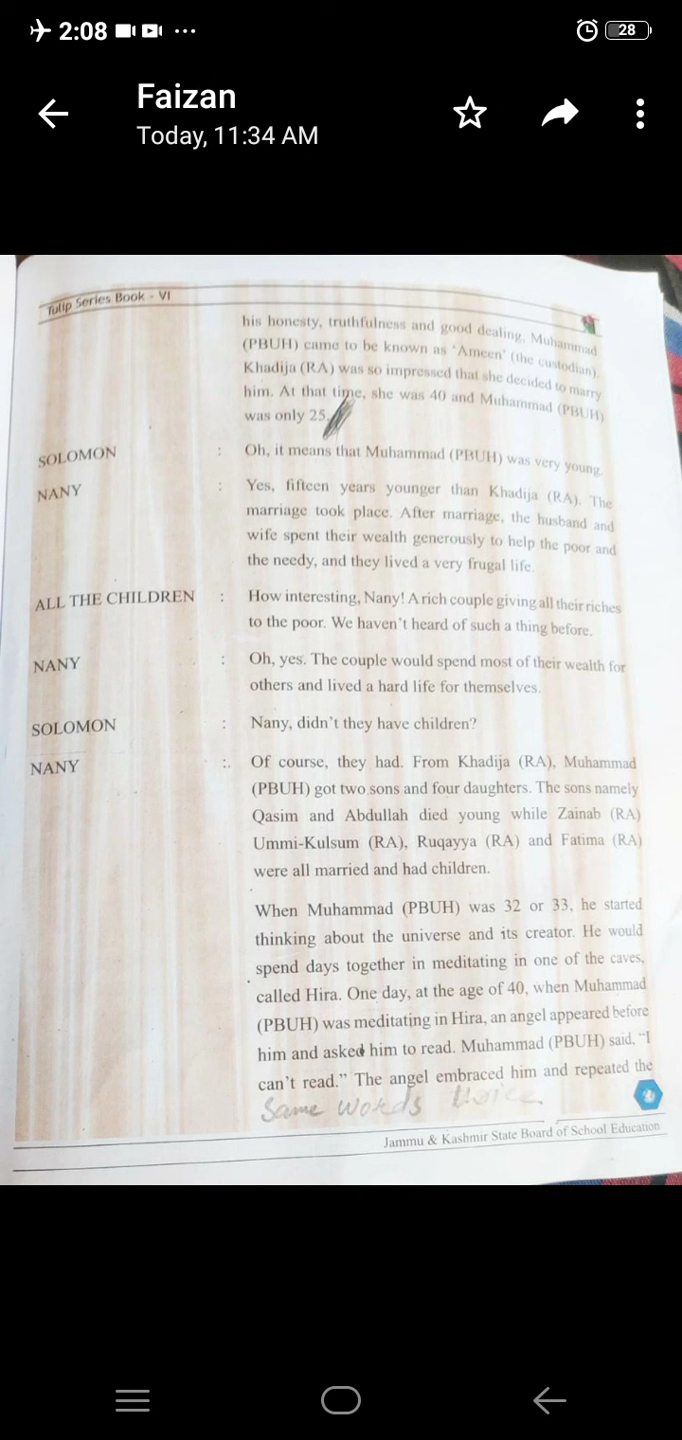 2:08
28
Faizan
Today, 11:34 AM
Tulip Series Book - VI
his honesty, truthfulness and good dealing, Muhammad
(PBUH) came to be known as 'Ameen' (the custodian).
Khadija (RA) was so impressed that she decided to marry
him. At that time, she was 40 and Muhammad (PBUH)
was only 25.
SOLOMON : Oh, it means that Muhammad (PBUH) was very young.
NANY : Yes, fifteen years younger than Khadija (RA). The
marriage took place. After marriage, the husband and
wife spent their wealth generously to help the poor and
the needy, and they lived a very frugal life.
ALL THE CHILDREN : How interesting, Nany! A rich couple giving all their riches
to the poor. We haven't heard of such a thing before.
NANY : Oh, yes. The couple would spend most of their wealth for
others and lived a hard life for themselves.
SOLOMON : Nany, didn't they have children?
NANY :. Of course, they had. From Khadija (RA), Muhammad
(PBUH) got two sons and four daughters. The sons namely
Qasim and Abdullah died young while Zainab (RA)
Ummi-Kulsum (RA), Ruqayya (RA) and Fatima (RA)
were all married and had children.
When Muhammad (PBUH) was 32 or 33, he started
thinking about the universe and its creator. He would
spend days together in meditating in one of the caves,
called Hira. One day, at the age of 40, when Muhammad
(PBUH) was meditating in Hira, an angel appeared before
him and asked him to read. Muhammad (PBUH) said, "I
can't read." The angel embraced him and repeated the
Same words
Jammu & Kashmir State Board of School Education